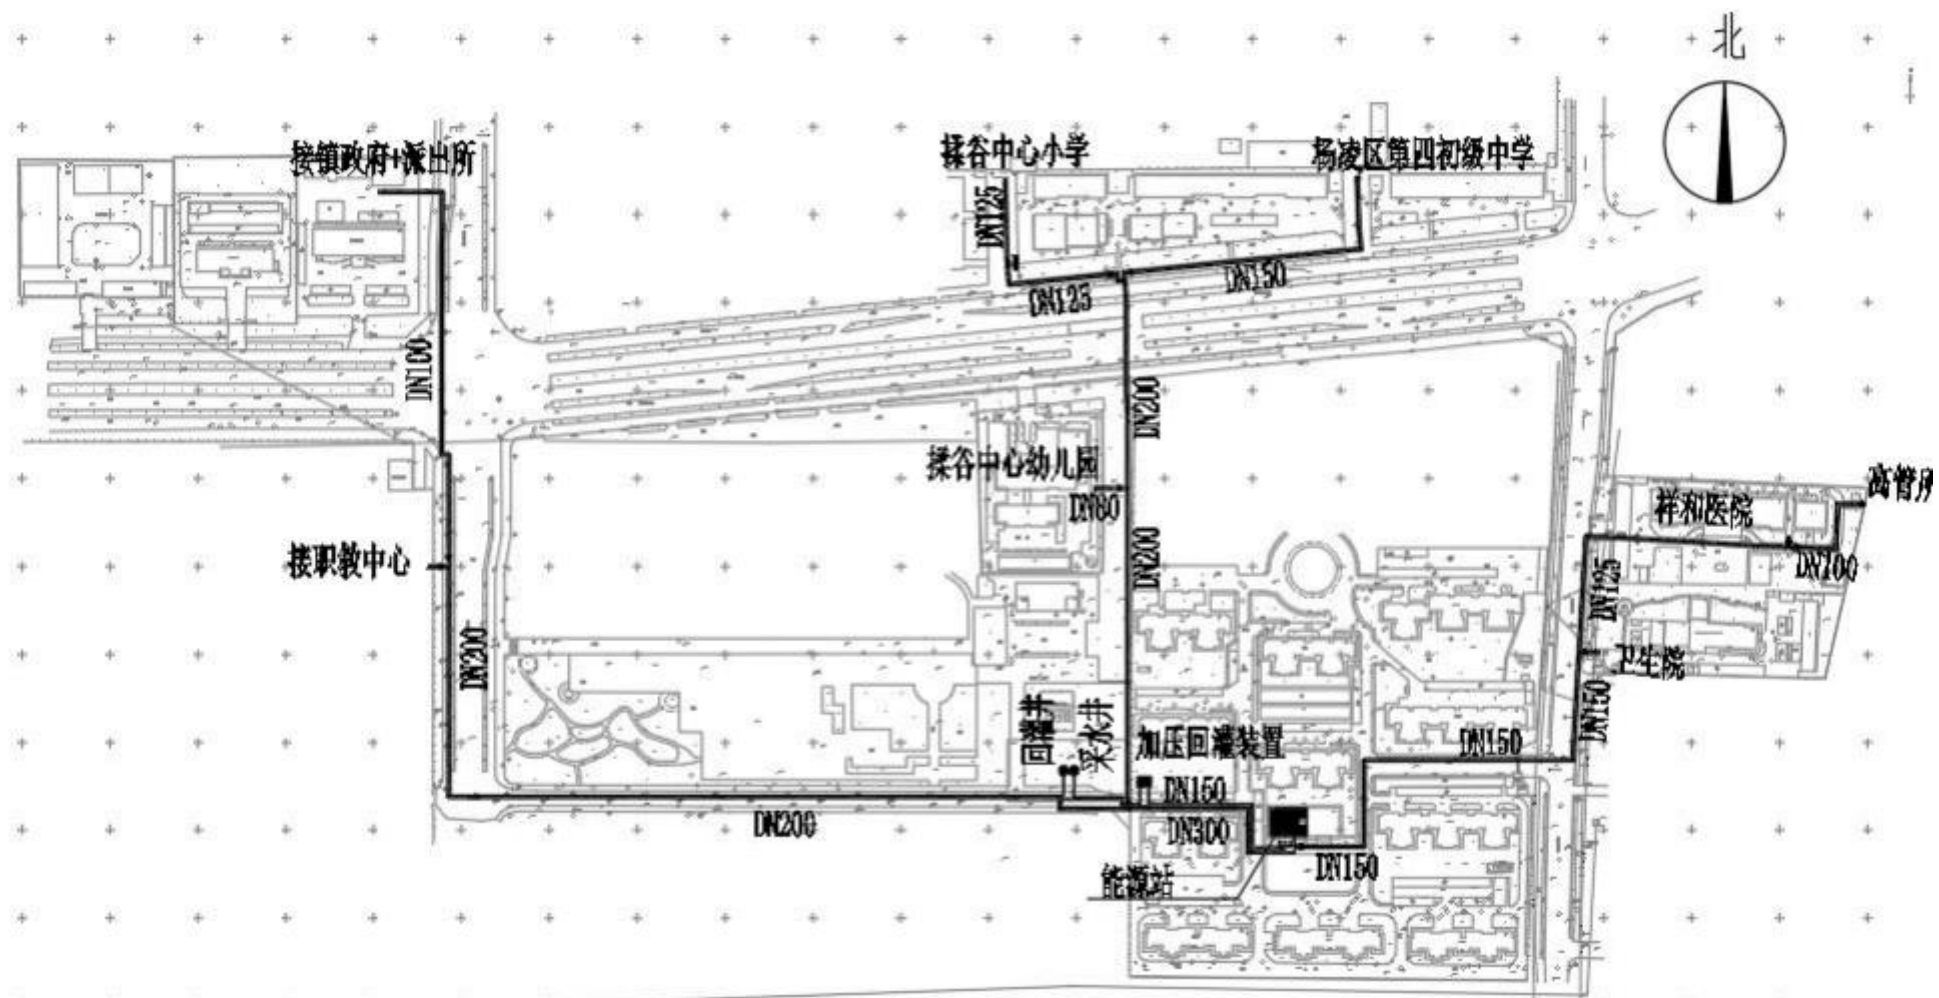 北
接镇政府+派出所
揉谷中心小学
杨凌区第四初级中学
DN125
DN125
DN150
DN100
DN200
揉谷中心幼儿园
DN80
高管所
祥和医院
DN100
接职教中心
DN200
DN125
DN200
卫生院
DN150
回灌井
采水井
加压回灌装置
DN150
DN150
DN200
DN300
DN150
能源站